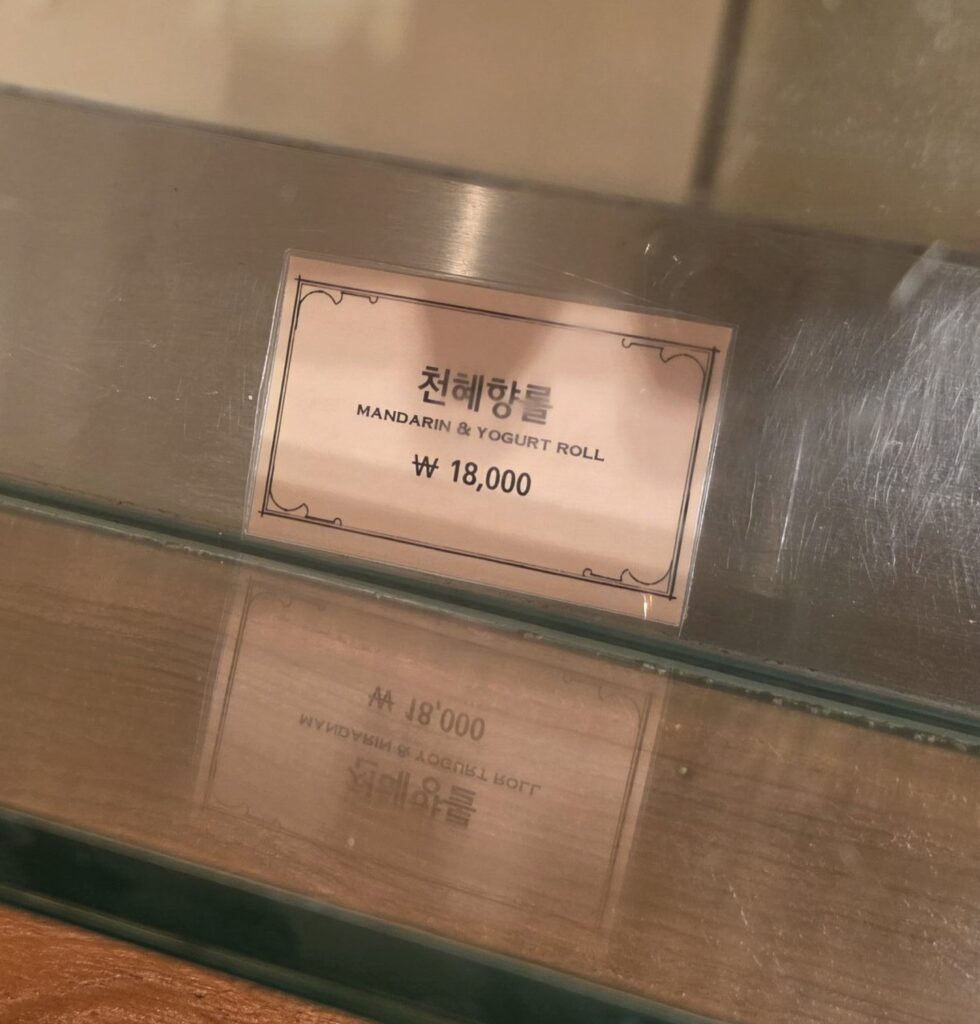 천혜향롤
MANDARIN & YOGURT ROLL
₩ 18,000